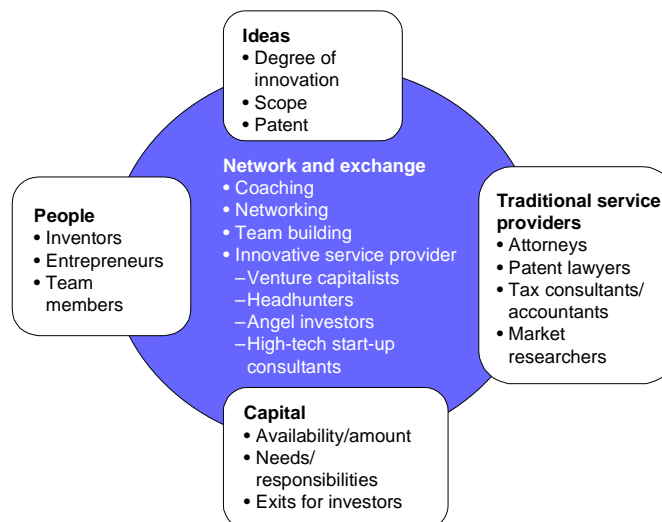 Ideas
• Degree of
innovation
• Scope
• Patent
Network and exchange
• Coaching
• Networking
• Team building
• Innovative service provider
–Venture capitalists
–Headhunters
–Angel investors
–High-tech start-up
consultants
People
• Inventors
• Entrepreneurs
• Team
members
Traditional service
providers
• Attorneys
• Patent lawyers
• Tax consultants/
accountants
• Market
researchers
Capital
• Availability/amount
• Needs/
responsibilities
• Exits for investors